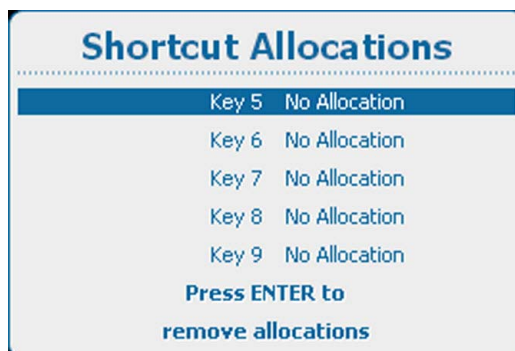 Shortcut Allocations
Key 5 No Allocation
Key 6 No Allocation
Key 7 No Allocation
Key 8 No Allocation
Key 9 No Allocation
Press ENTER to
remove allocations